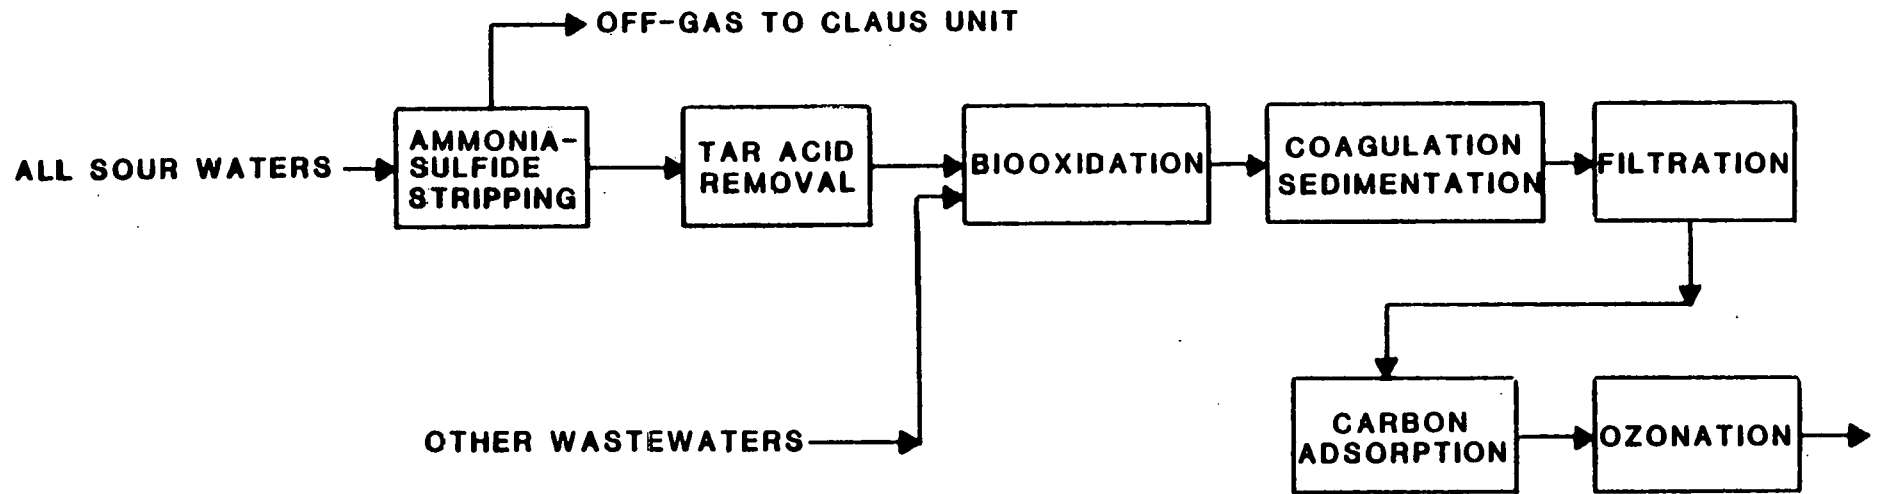 OFF-GAS TO CLAUS UNIT
ALL SOUR WATERS
AMMONIA-
SULFIDE
STRIPPING
TAR ACID
REMOVAL
BIOOXIDATION
COAGULATION
SEDIMENTATION
FILTRATION
OTHER WASTEWATERS
CARBON
ADSORPTION
OZONATION